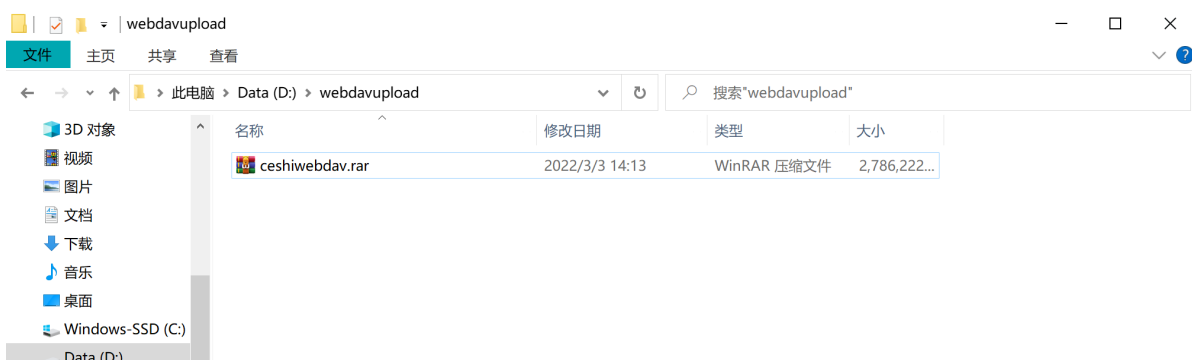 webdavupload
文件 主页 共享 查看
此电脑 Data (D:) webdavupload 搜索"webdavupload"
3D 对象 名称 修改日期 类型 大小
视频 ceshiwebdav.rar 2022/3/3 14:13 WinRAR 压缩文件 2,786,222...
图片
文档
下载
音乐
桌面
Windows-SSD (C:)
Data (D:)